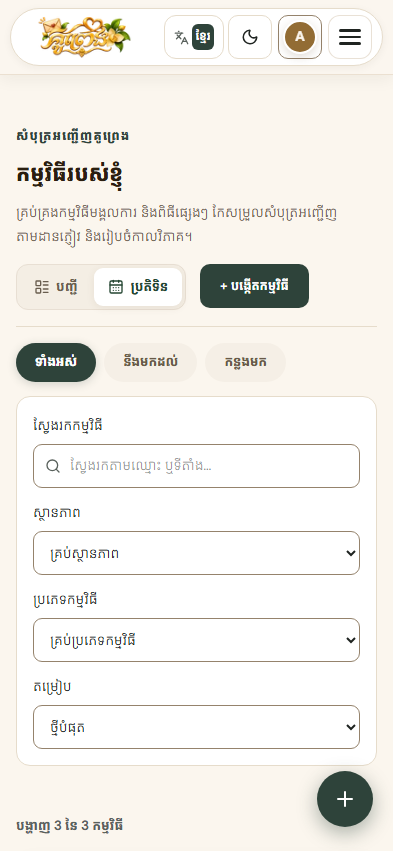 គូព្រេង
ខ្មែរ
A
សំបុត្រអញ្ជើញគូព្រេង
កម្មវិធីរបស់ខ្ញុំ
គ្រប់គ្រងកម្មវិធីមង្គលការ និងពិធីផ្សេងៗ កែសម្រួលសំបុត្រអញ្ជើញ
តាមដានភ្ញៀវ និងរៀបចំកាលវិភាគ។
បញ្ជី
ប្រតិទិន
+ បង្កើតកម្មវិធី
ទាំងអស់
នឹងមកដល់
កន្លងមក
ស្វែងរកកម្មវិធី
ស្វែងរកតាមឈ្មោះ ឬទីតាំង...
ស្ថានភាព
គ្រប់ស្ថានភាព
ប្រភេទកម្មវិធី
គ្រប់ប្រភេទកម្មវិធី
តម្រៀប
ថ្មីបំផុត
បង្ហាញ 3 នៃ 3 កម្មវិធី